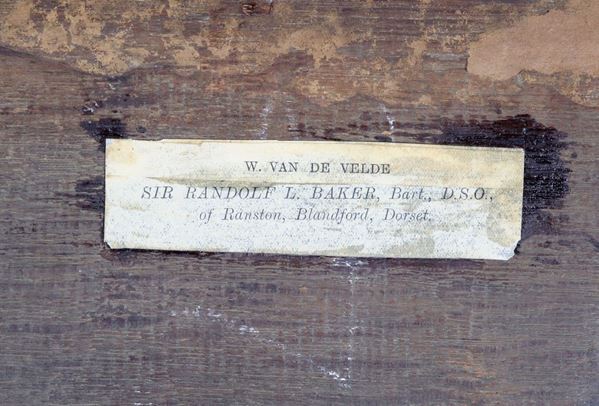 W. VAN DE VELDE
SIR RANDOLF L. BAKER, Bart., D.S.O.,
of Ranston, Blandford, Dorset.